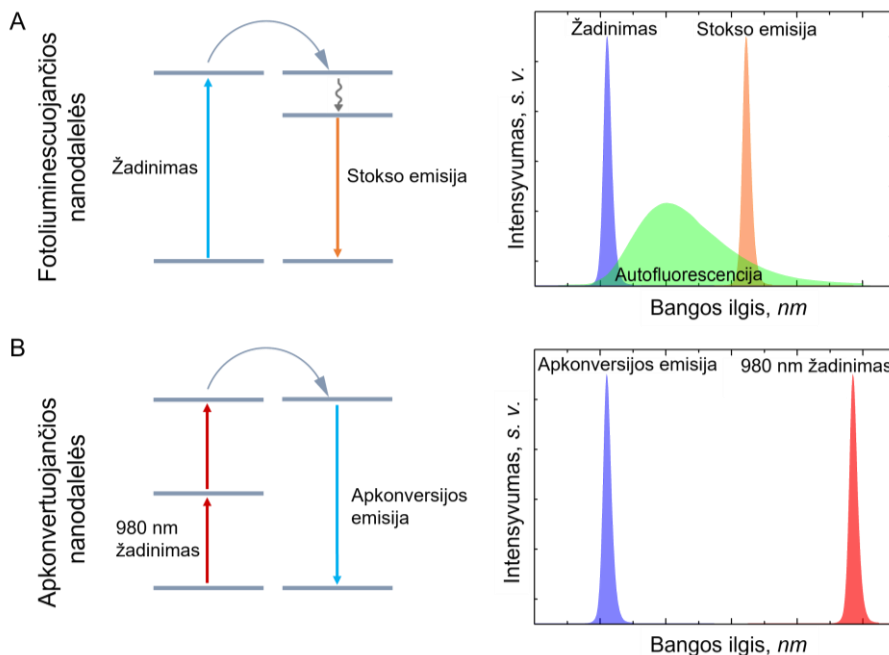 A
Fotoliuminescuojančios
nanodalelės
Žadinimas
Stokso emisija
Žadinimas
Stokso emisija
Autofluorescencija
Intensyvumas, s. v.
Bangos ilgis, nm
B
Apkonvertuojančios
nanodalelės
980 nm
žadinimas
Apkonversijos
emisija
Apkonversijos emisija
980 nm žadinimas
Intensyvumas, s. v.
Bangos ilgis, nm